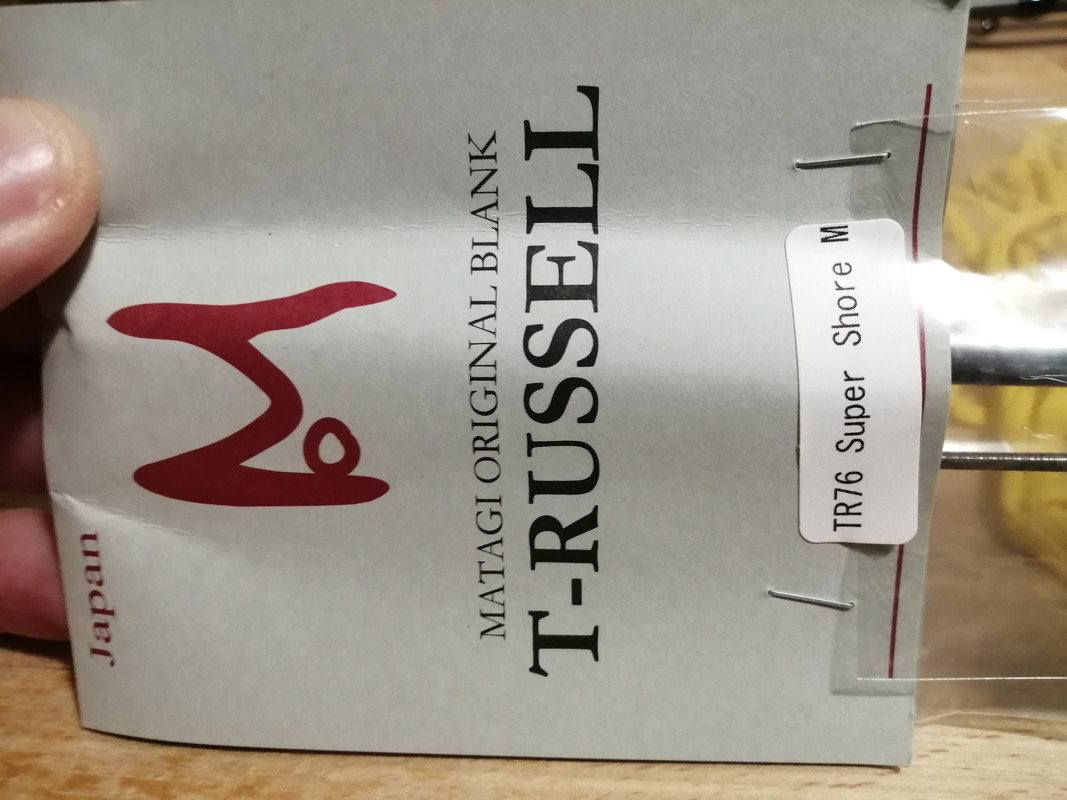 Japan
MATAGI ORIGINAL BLANK
T-RUSSELL
TR76 Super Shore M